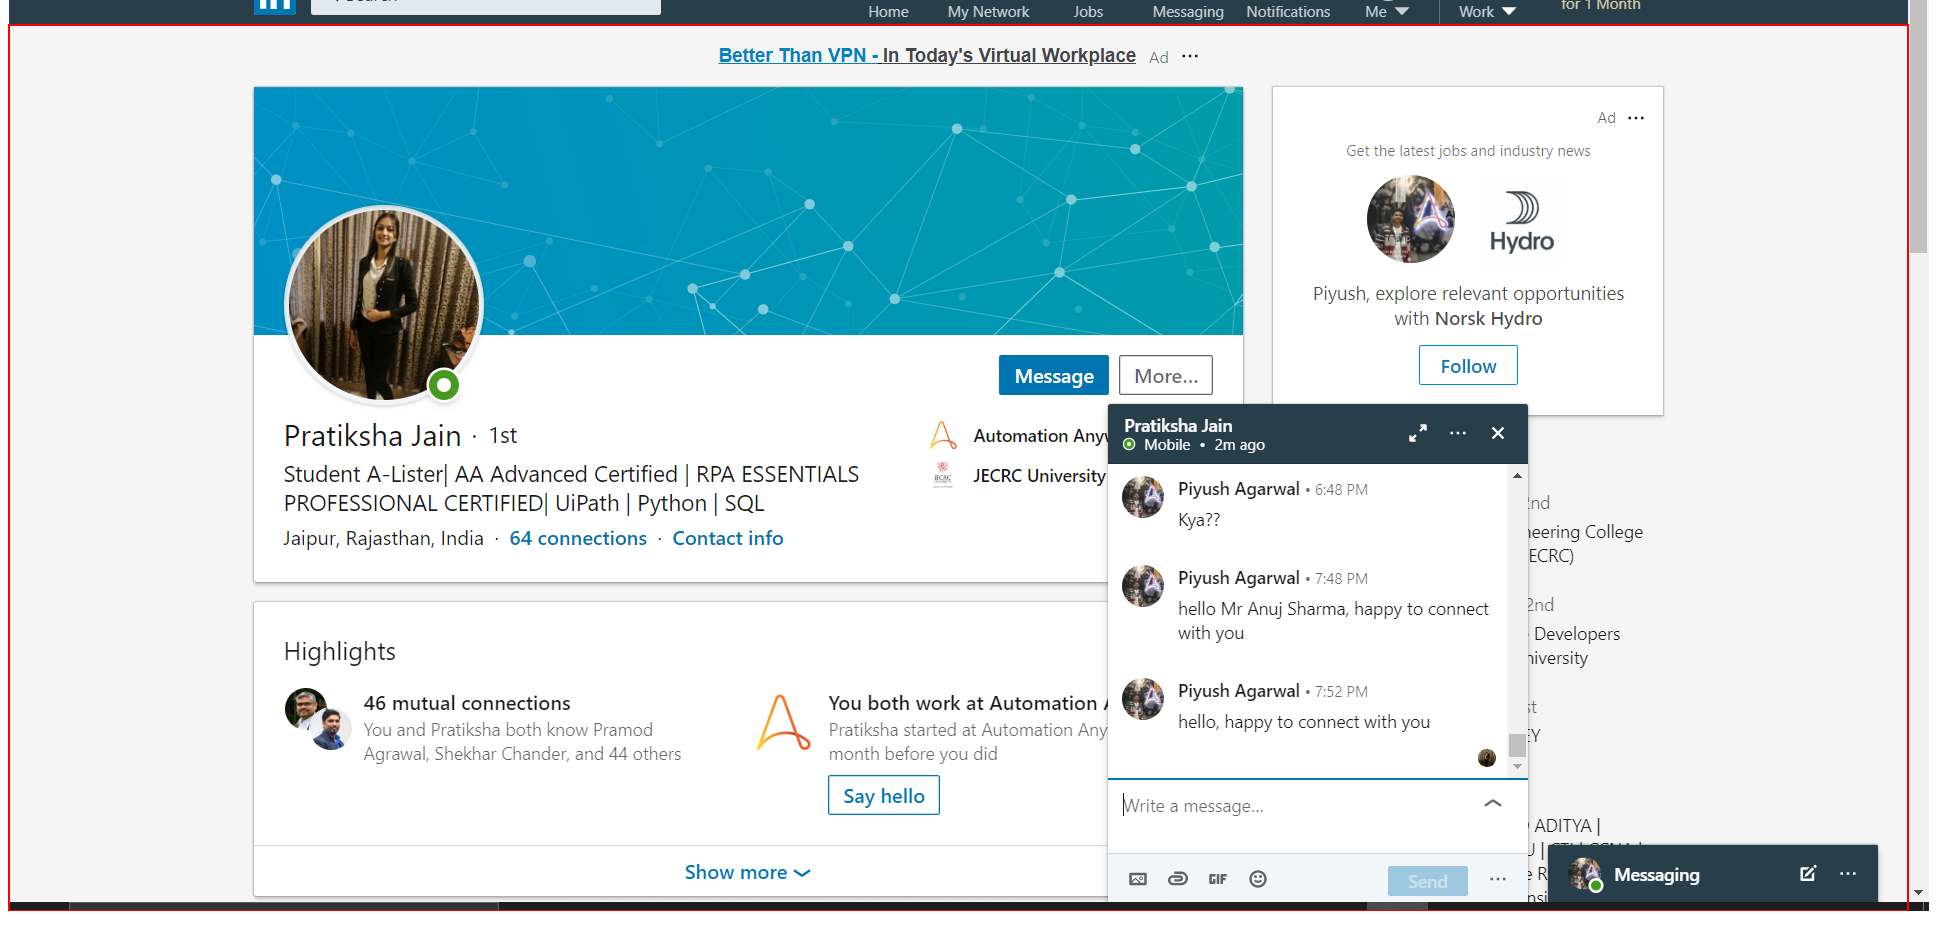 Home My Network Jobs Messaging Notifications Me Work for 1 Month
Better Than VPN - In Today's Virtual Workplace Ad
Ad
Get the latest jobs and industry news
Hydro
Piyush, explore relevant opportunities
with Norsk Hydro
Follow
Message More...
Pratiksha Jain · 1st
Student A-Lister| AA Advanced Certified | RPA ESSENTIALS
PROFESSIONAL CERTIFIED| UiPath | Python | SQL
Jaipur, Rajasthan, India · 64 connections · Contact info
Automation Any
JECRC University
Highlights
46 mutual connections
You and Pratiksha both know Pramod
Agrawal, Shekhar Chander, and 44 others
You both work at Automation
Pratiksha started at Automation Any
month before you did
Say hello
Show more
Pratiksha Jain
Mobile • 2m ago
Piyush Agarwal • 6:48 PM
Kya??
Piyush Agarwal • 7:48 PM
hello Mr Anuj Sharma, happy to connect
with you
Piyush Agarwal • 7:52 PM
hello, happy to connect with you
Write a message...
GIF
Send
2nd
neering College
ECRC)
2nd
Developers
niversity
st
EY
ADITYA |
Messaging